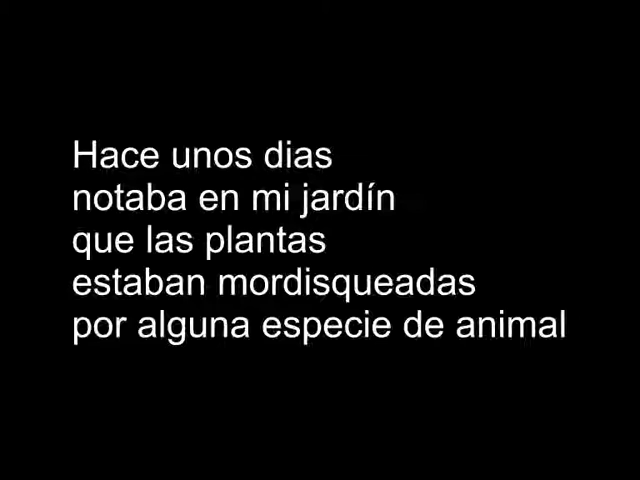 Hace unos dias
notaba en mi jardín
que las plantas
estaban mordisqueadas
por alguna especie de animal